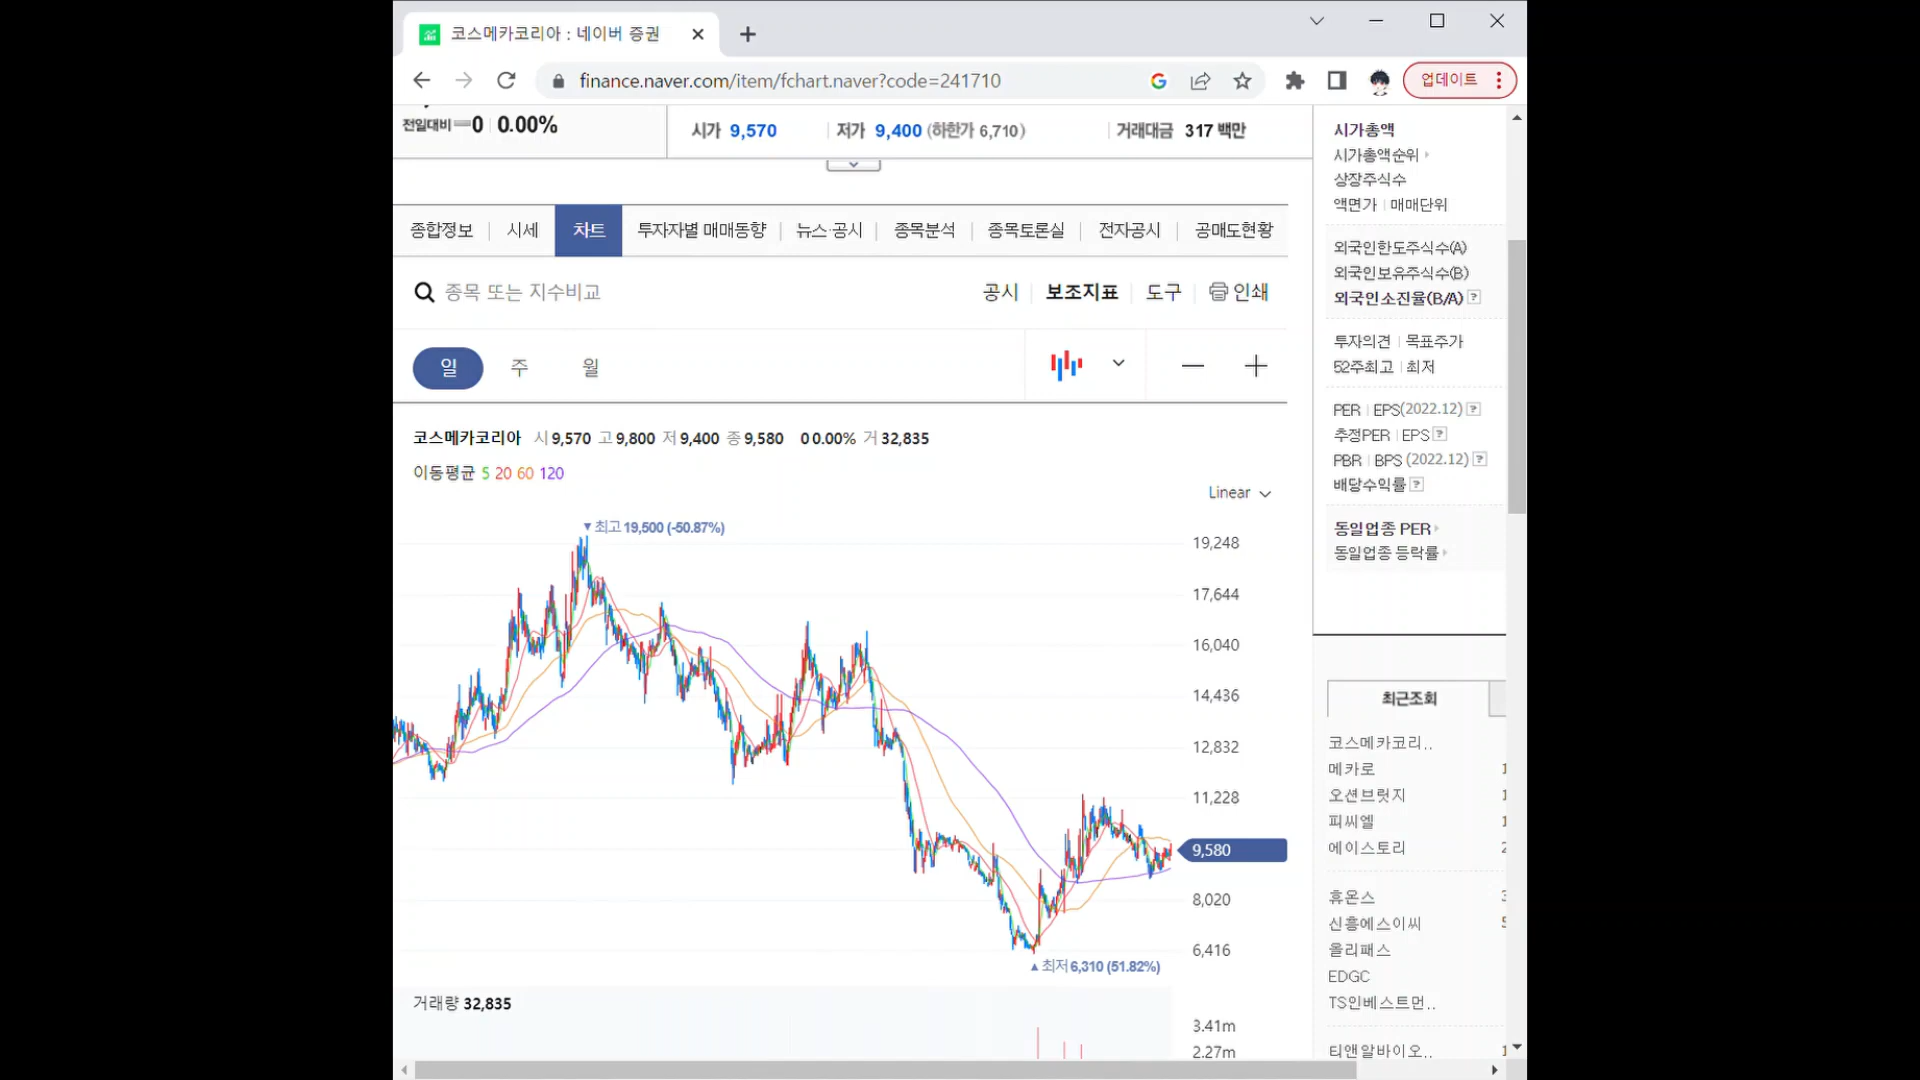 코스메카코리아 : 네이버 증권
finance.naver.com/item/fchart.naver?code=241710
업데이트
전일대비 0 0.00%
시가 9,570 저가 9,400 (하한가 6,710) 거래대금 317 백만
종합정보 시세 차트 투자자별 매매동향 뉴스·공시 종목분석 종목토론실 전자공시 공매도현황
종목 또는 지수비교
공시 보조지표 도구 인쇄
일 주 월
코스메카코리아 시 9,570 고 9,800 저 9,400 종 9,580 0 0.00% 거 32,835
이동평균 5 20 60 120
Linear
▼최고 19,500 (-50.87%)
19,248
17,644
16,040
14,436
12,832
11,228
9,580
8,020
6,416
▲최저 6,310 (51.82%)
거래량 32,835
3.41m
2.27m
시가총액
시가총액순위
상장주식수
액면가 | 매매단위
외국인한도주식수(A)
외국인보유주식수(B)
외국인소진율(B/A) ?
투자의견 | 목표주가
52주최고 | 최저
PER | EPS(2022.12) ?
추정PER | EPS ?
PBR | BPS (2022.12) ?
배당수익률 ?
동일업종 PER
동일업종 등락률
최근조회
코스메카코리..
메카로 1
오션브릿지 1
피씨엘 1
에이스토리 2
휴온스 3
신흥에스이씨 5
올리패스
EDGC
TS인베스트먼..
티앤알바이오.. 1